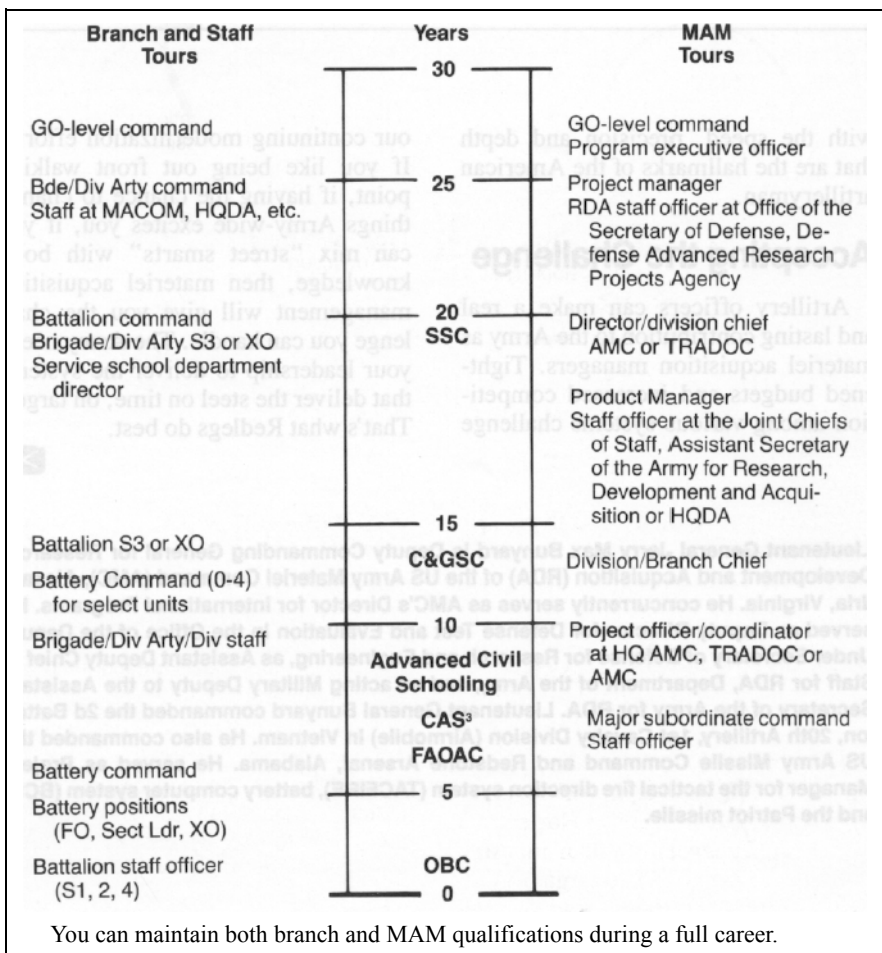 Branch and Staff
Tours
GO-level command
Bde/Div Arty command
Staff at MACOM, HQDA, etc.
Battalion command
Brigade/Div Arty S3 or XO
Service school department
director
Battalion S3 or XO
Battery Command (0-4)
for select units
Brigade/Div Arty/Div staff
Battery command
Battery positions
(FO, Sect Ldr, XO)
Battalion staff officer
(S1, 2, 4)
Years
30
25
20
SSC
15
C&GSC
10
Advanced Civil
Schooling
CAS³
FAOAC
5
OBC
0
MAM
Tours
GO-level command
Program executive officer
Project manager
RDA staff officer at Office of the
Secretary of Defense, De-
fense Advanced Research
Projects Agency
Director/division chief
AMC or TRADOC
Product Manager
Staff officer at the Joint Chiefs
of Staff, Assistant Secretary
of the Army for Research,
Development and Acqui-
sition or HQDA
Division/Branch Chief
Project officer/coordinator
at HQ AMC, TRADOC or
AMC
Major subordinate command
Staff officer
You can maintain both branch and MAM qualifications during a full career.